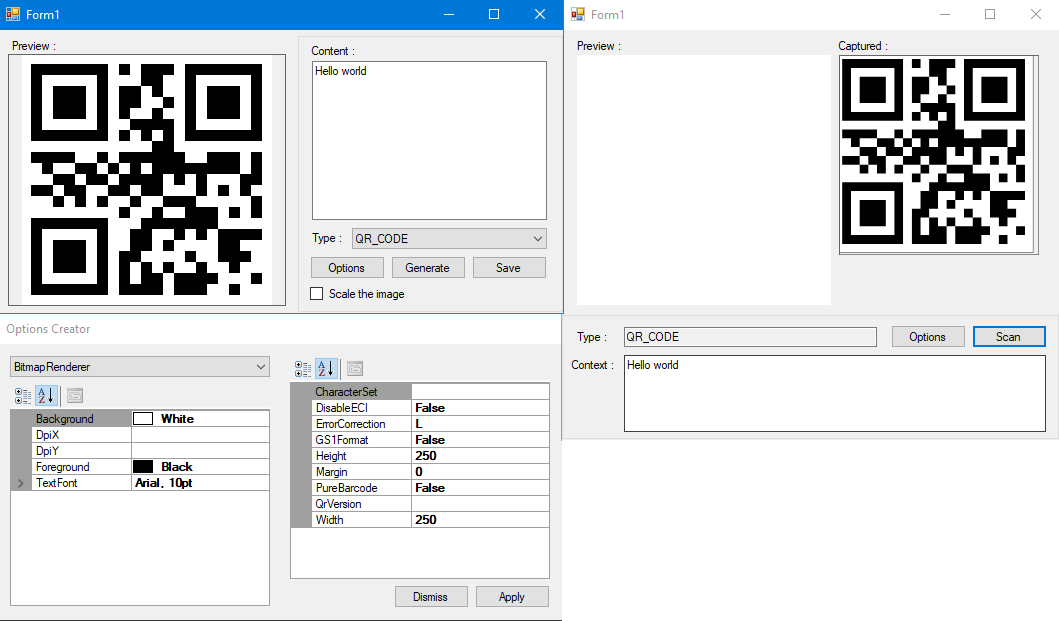 Form1
Preview :
Content :
Hello world
Type :
QR_CODE
Options
Generate
Save
Scale the image
Form1
Preview :
Captured :
Type :
QR_CODE
Options
Scan
Context :
Hello world
Options Creator
BitmapRenderer
Background White
DpiX
DpiY
Foreground Black
TextFont Arial, 10pt
CharacterSet
DisableECI False
ErrorCorrection L
GS1Format False
Height 250
Margin 0
PureBarcode False
QrVersion
Width 250
Dismiss
Apply